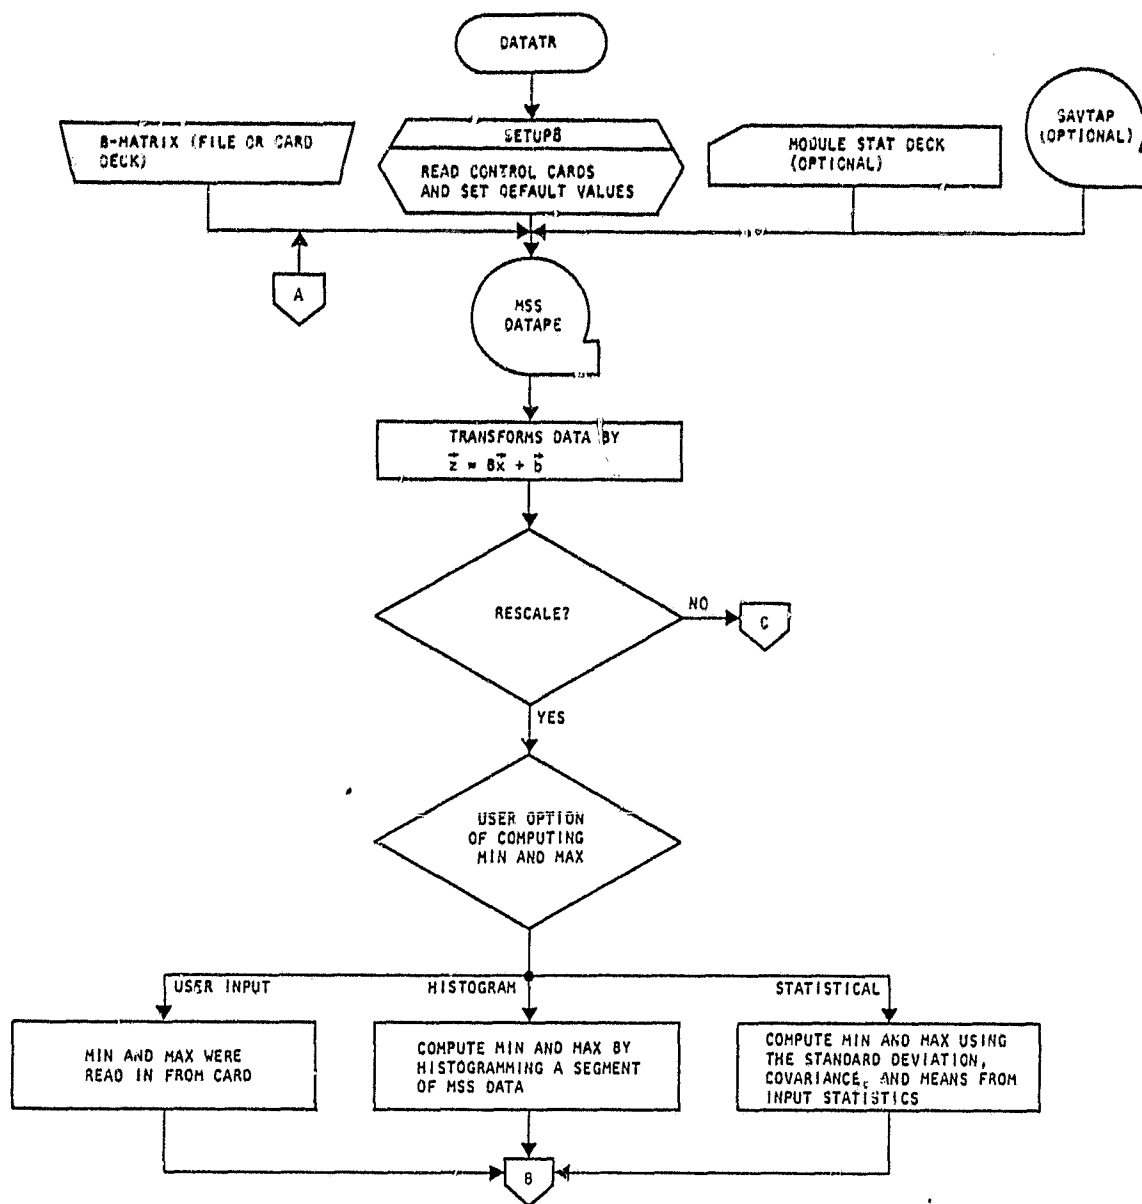 DATATR
B-MATRIX (FILE OR CARD
DECK)
SETUP8
READ CONTROL CARDS
AND SET DEFAULT VALUES
MODULE STAT DECK
(OPTIONAL)
SAVTAP
(OPTIONAL)
A
MSS
DATAPE
TRANSFORMS DATA BY
z⃗ = Bx⃗ + b⃗
RESCALE?
NO
C
YES
USER OPTION
OF COMPUTING
MIN AND MAX
USER INPUT
HISTOGRAM
STATISTICAL
MIN AND MAX WERE
READ IN FROM CARD
COMPUTE MIN AND MAX BY
HISTOGRAMMING A SEGMENT
OF MSS DATA
COMPUTE MIN AND MAX USING
THE STANDARD DEVIATION,
COVARIANCE, AND MEANS FROM
INPUT STATISTICS
B